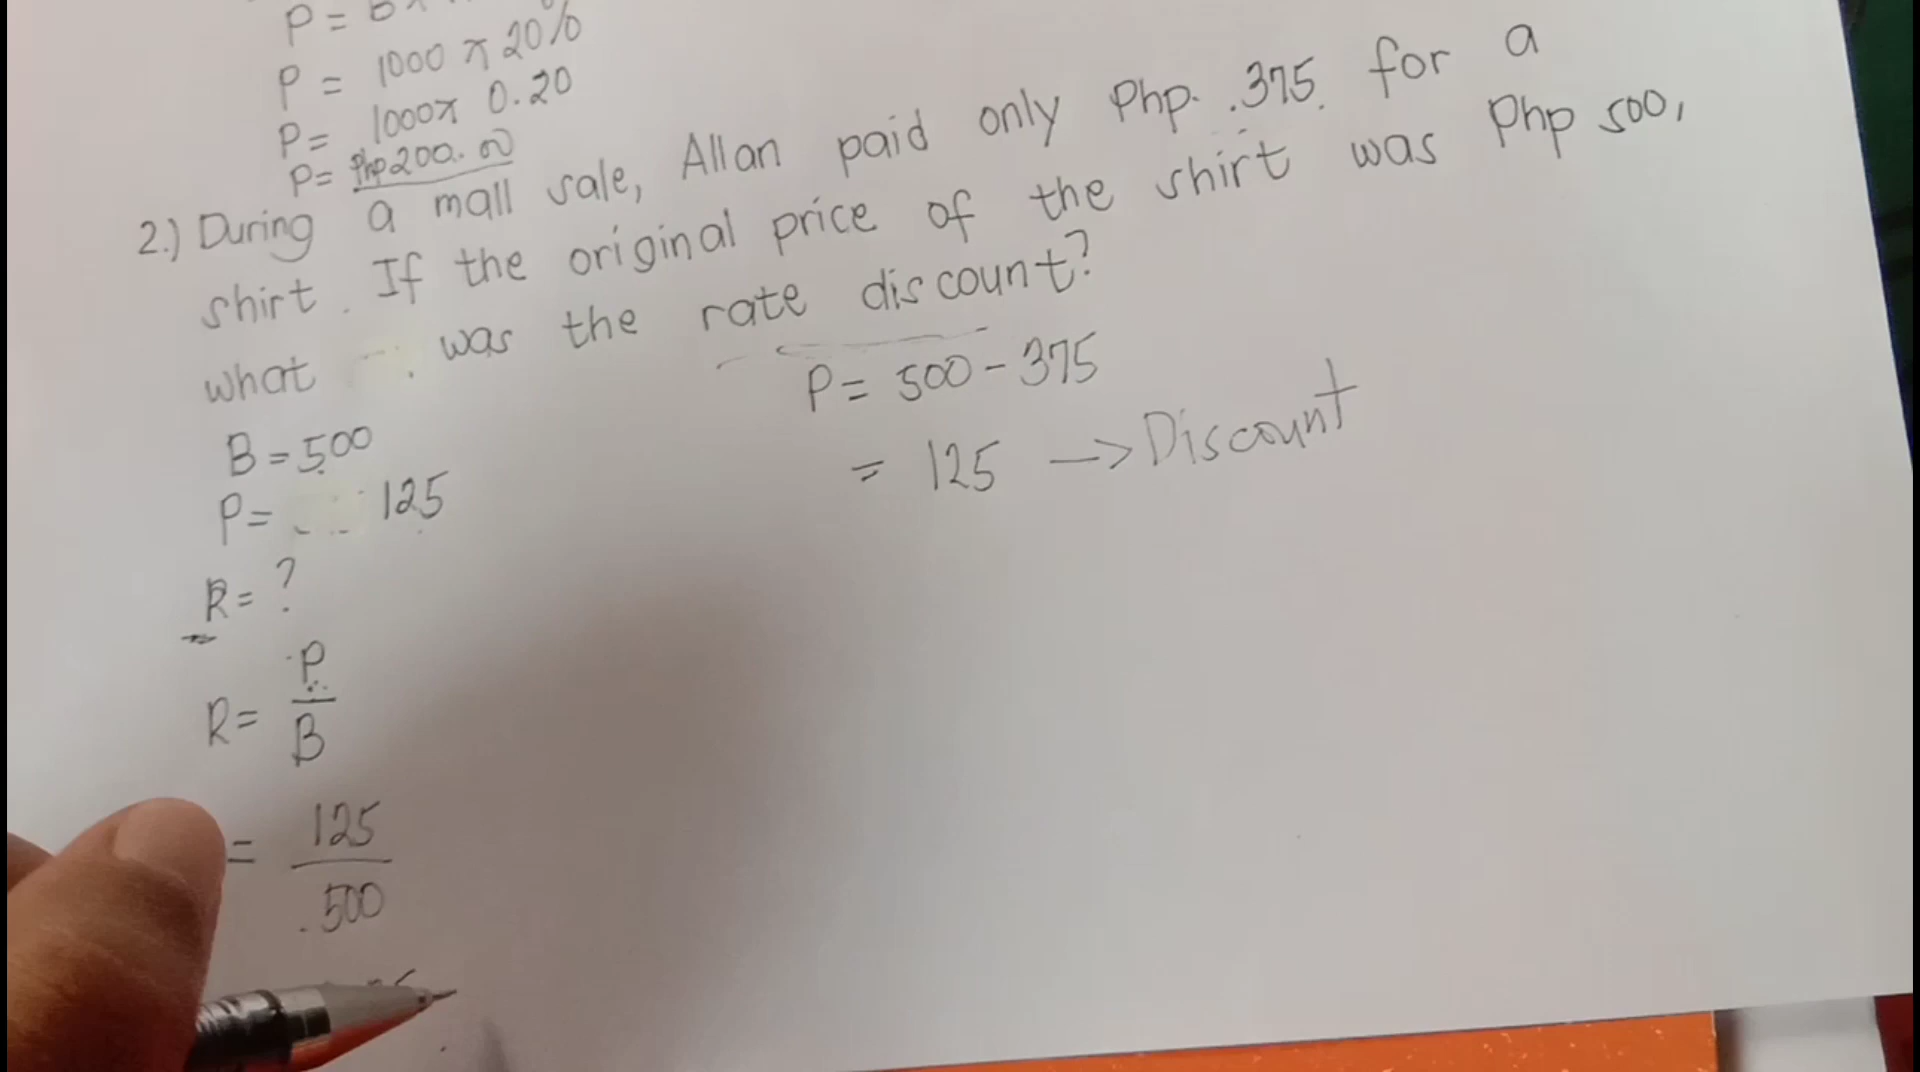 P = B
P = 1000 x 20%
P = 1000x 0.20
P= Php200.00
2.) During a mall sale, Allan paid only Php. 375. for a
shirt. If the original price of the shirt was Php 500,
what was the rate discount?
P= 500-375
= 125 -> Discount
B=500
P= 125
R= ?
R= P
B
= 125
500